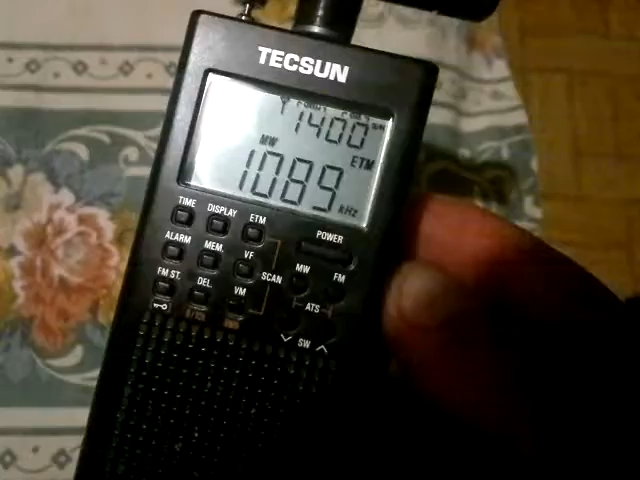 TECSUN
1400
MW
ETM
1089
kHz
TIME DISPLAY ETM
POWER
ALARM MEM. VF
SCAN
MW FM
FM ST. DEL. VM
ATS
SW